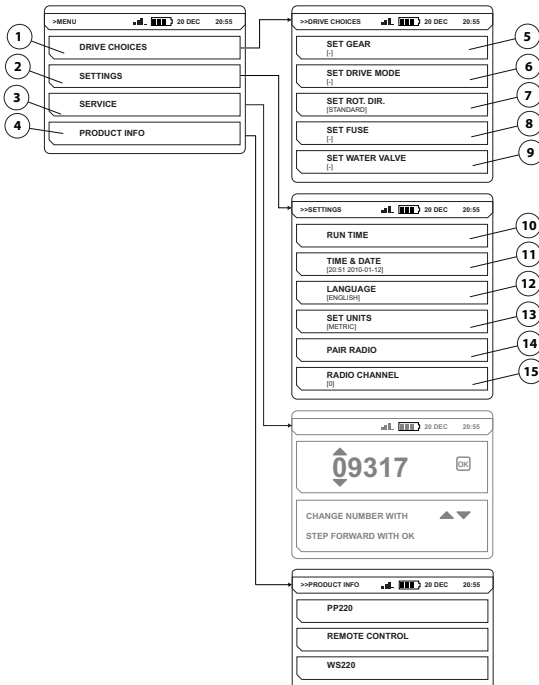 >MENU 20 DEC 20:55
1 DRIVE CHOICES
2 SETTINGS
3 SERVICE
4 PRODUCT INFO
>>DRIVE CHOICES 20 DEC 20:55
SET GEAR 5
[-]
SET DRIVE MODE 6
[-]
SET ROT. DIR. 7
[STANDARD]
SET FUSE 8
[-]
SET WATER VALVE 9
[-]
>>SETTINGS 20 DEC 20:55
RUN TIME 10
TIME & DATE 11
[20:51 2010-01-12]
LANGUAGE 12
[ENGLISH]
SET UNITS 13
[METRIC]
PAIR RADIO 14
RADIO CHANNEL 15
[0]
20 DEC 20:55
09317 OK
CHANGE NUMBER WITH
STEP FORWARD WITH OK
>>PRODUCT INFO 20 DEC 20:55
PP220
REMOTE CONTROL
WS220